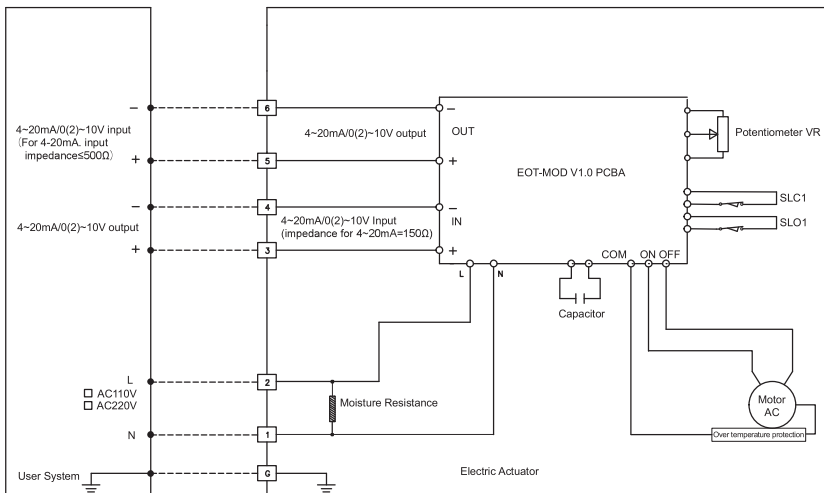 − 6 −
4~20mA/0(2)~10V input
(For 4-20mA. input
impedance≤500Ω)
4~20mA/0(2)~10V output
OUT
Potentiometer VR
+ 5 +
EOT-MOD V1.0 PCBA
− 4 −
SLC1
4~20mA/0(2)~10V output
4~20mA/0(2)~10V Input
(impedance for 4~20mA=150Ω)
IN
SLO1
+ 3 +
L N
COM ON OFF
Capacitor
L 2
AC110V
AC220V
Moisture Resistance
Motor
AC
N 1
Over temperature protection
User System
G
Electric Actuator